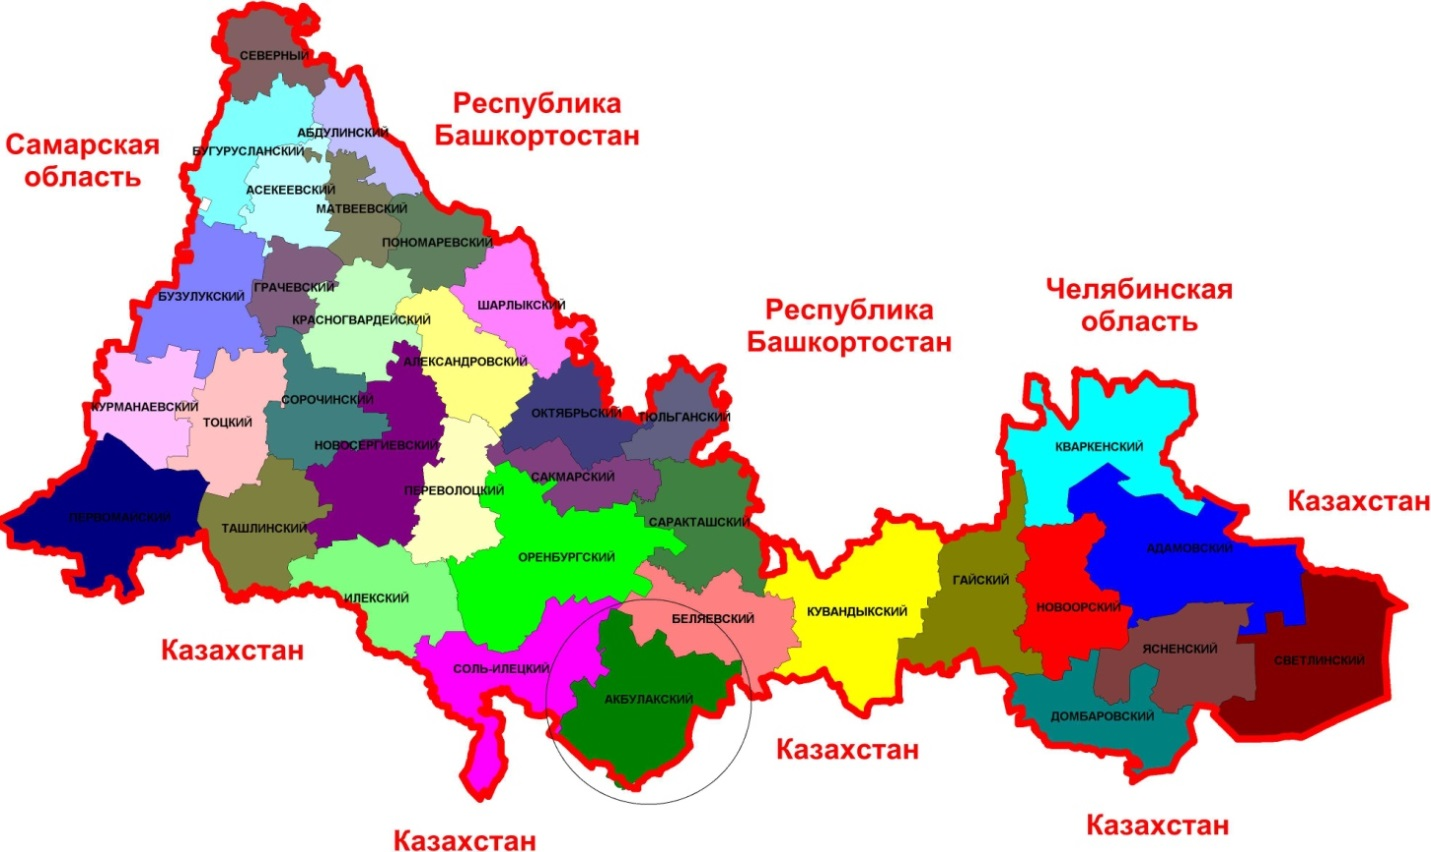 СЕВЕРНЫЙ
Республика
Башкортостан
Самарская
область
АБДУЛИНСКИЙ
БУГУРУСЛАНСКИЙ
АСЕКЕЕВСКИЙ
МАТВЕЕВСКИЙ
ПОНОМАРЕВСКИЙ
ГРАЧЕВСКИЙ
БУЗУЛУКСКИЙ
ШАРЛЫКСКИЙ
КРАСНОГВАРДЕЙСКИЙ
Республика
Башкортостан
Челябинская
область
АЛЕКСАНДРОВСКИЙ
СОРОЧИНСКИЙ
КУРМАНАЕВСКИЙ
ОКТЯБРЬСКИЙ
ТЮЛЬГАНСКИЙ
ТОЦКИЙ
НОВОСЕРГИЕВСКИЙ
КВАРКЕНСКИЙ
САКМАРСКИЙ
ПЕРЕВОЛОЦКИЙ
Казахстан
ПЕРВОМАЙСКИЙ
ТАШЛИНСКИЙ
САРАКТАШСКИЙ
АДАМОВСКИЙ
ОРЕНБУРГСКИЙ
ГАЙСКИЙ
ИЛЕКСКИЙ
НОВООРСКИЙ
КУВАНДЫКСКИЙ
БЕЛЯЕВСКИЙ
Казахстан
ЯСНЕНСКИЙ
СВЕТЛИНСКИЙ
СОЛЬ-ИЛЕЦКИЙ
АКБУЛАКСКИЙ
ДОМБАРОВСКИЙ
Казахстан
Казахстан
Казахстан